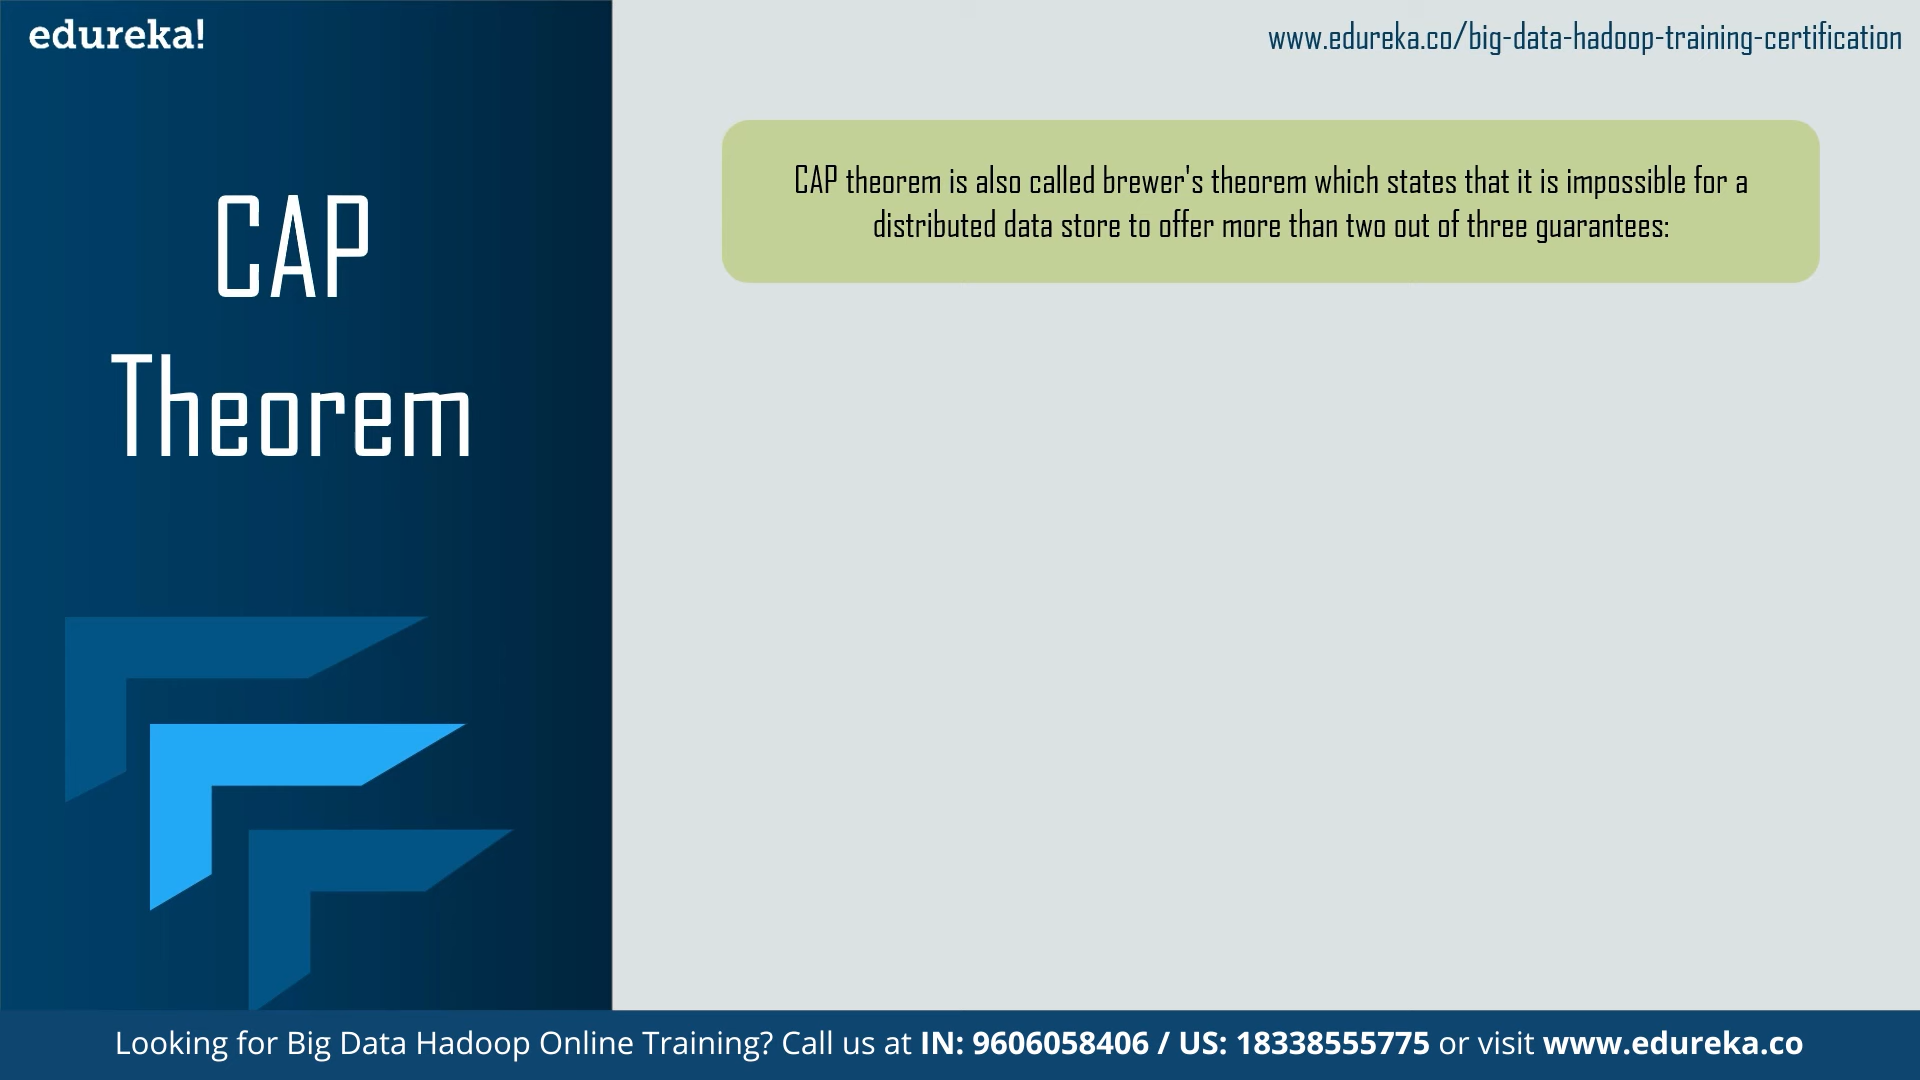 edureka!
www.edureka.co/big-data-hadoop-training-certification
CAP
Theorem
CAP theorem is also called brewer's theorem which states that it is impossible for a
distributed data store to offer more than two out of three guarantees:
Looking for Big Data Hadoop Online Training? Call us at IN: 9606058406 / US: 18338555775 or visit www.edureka.co